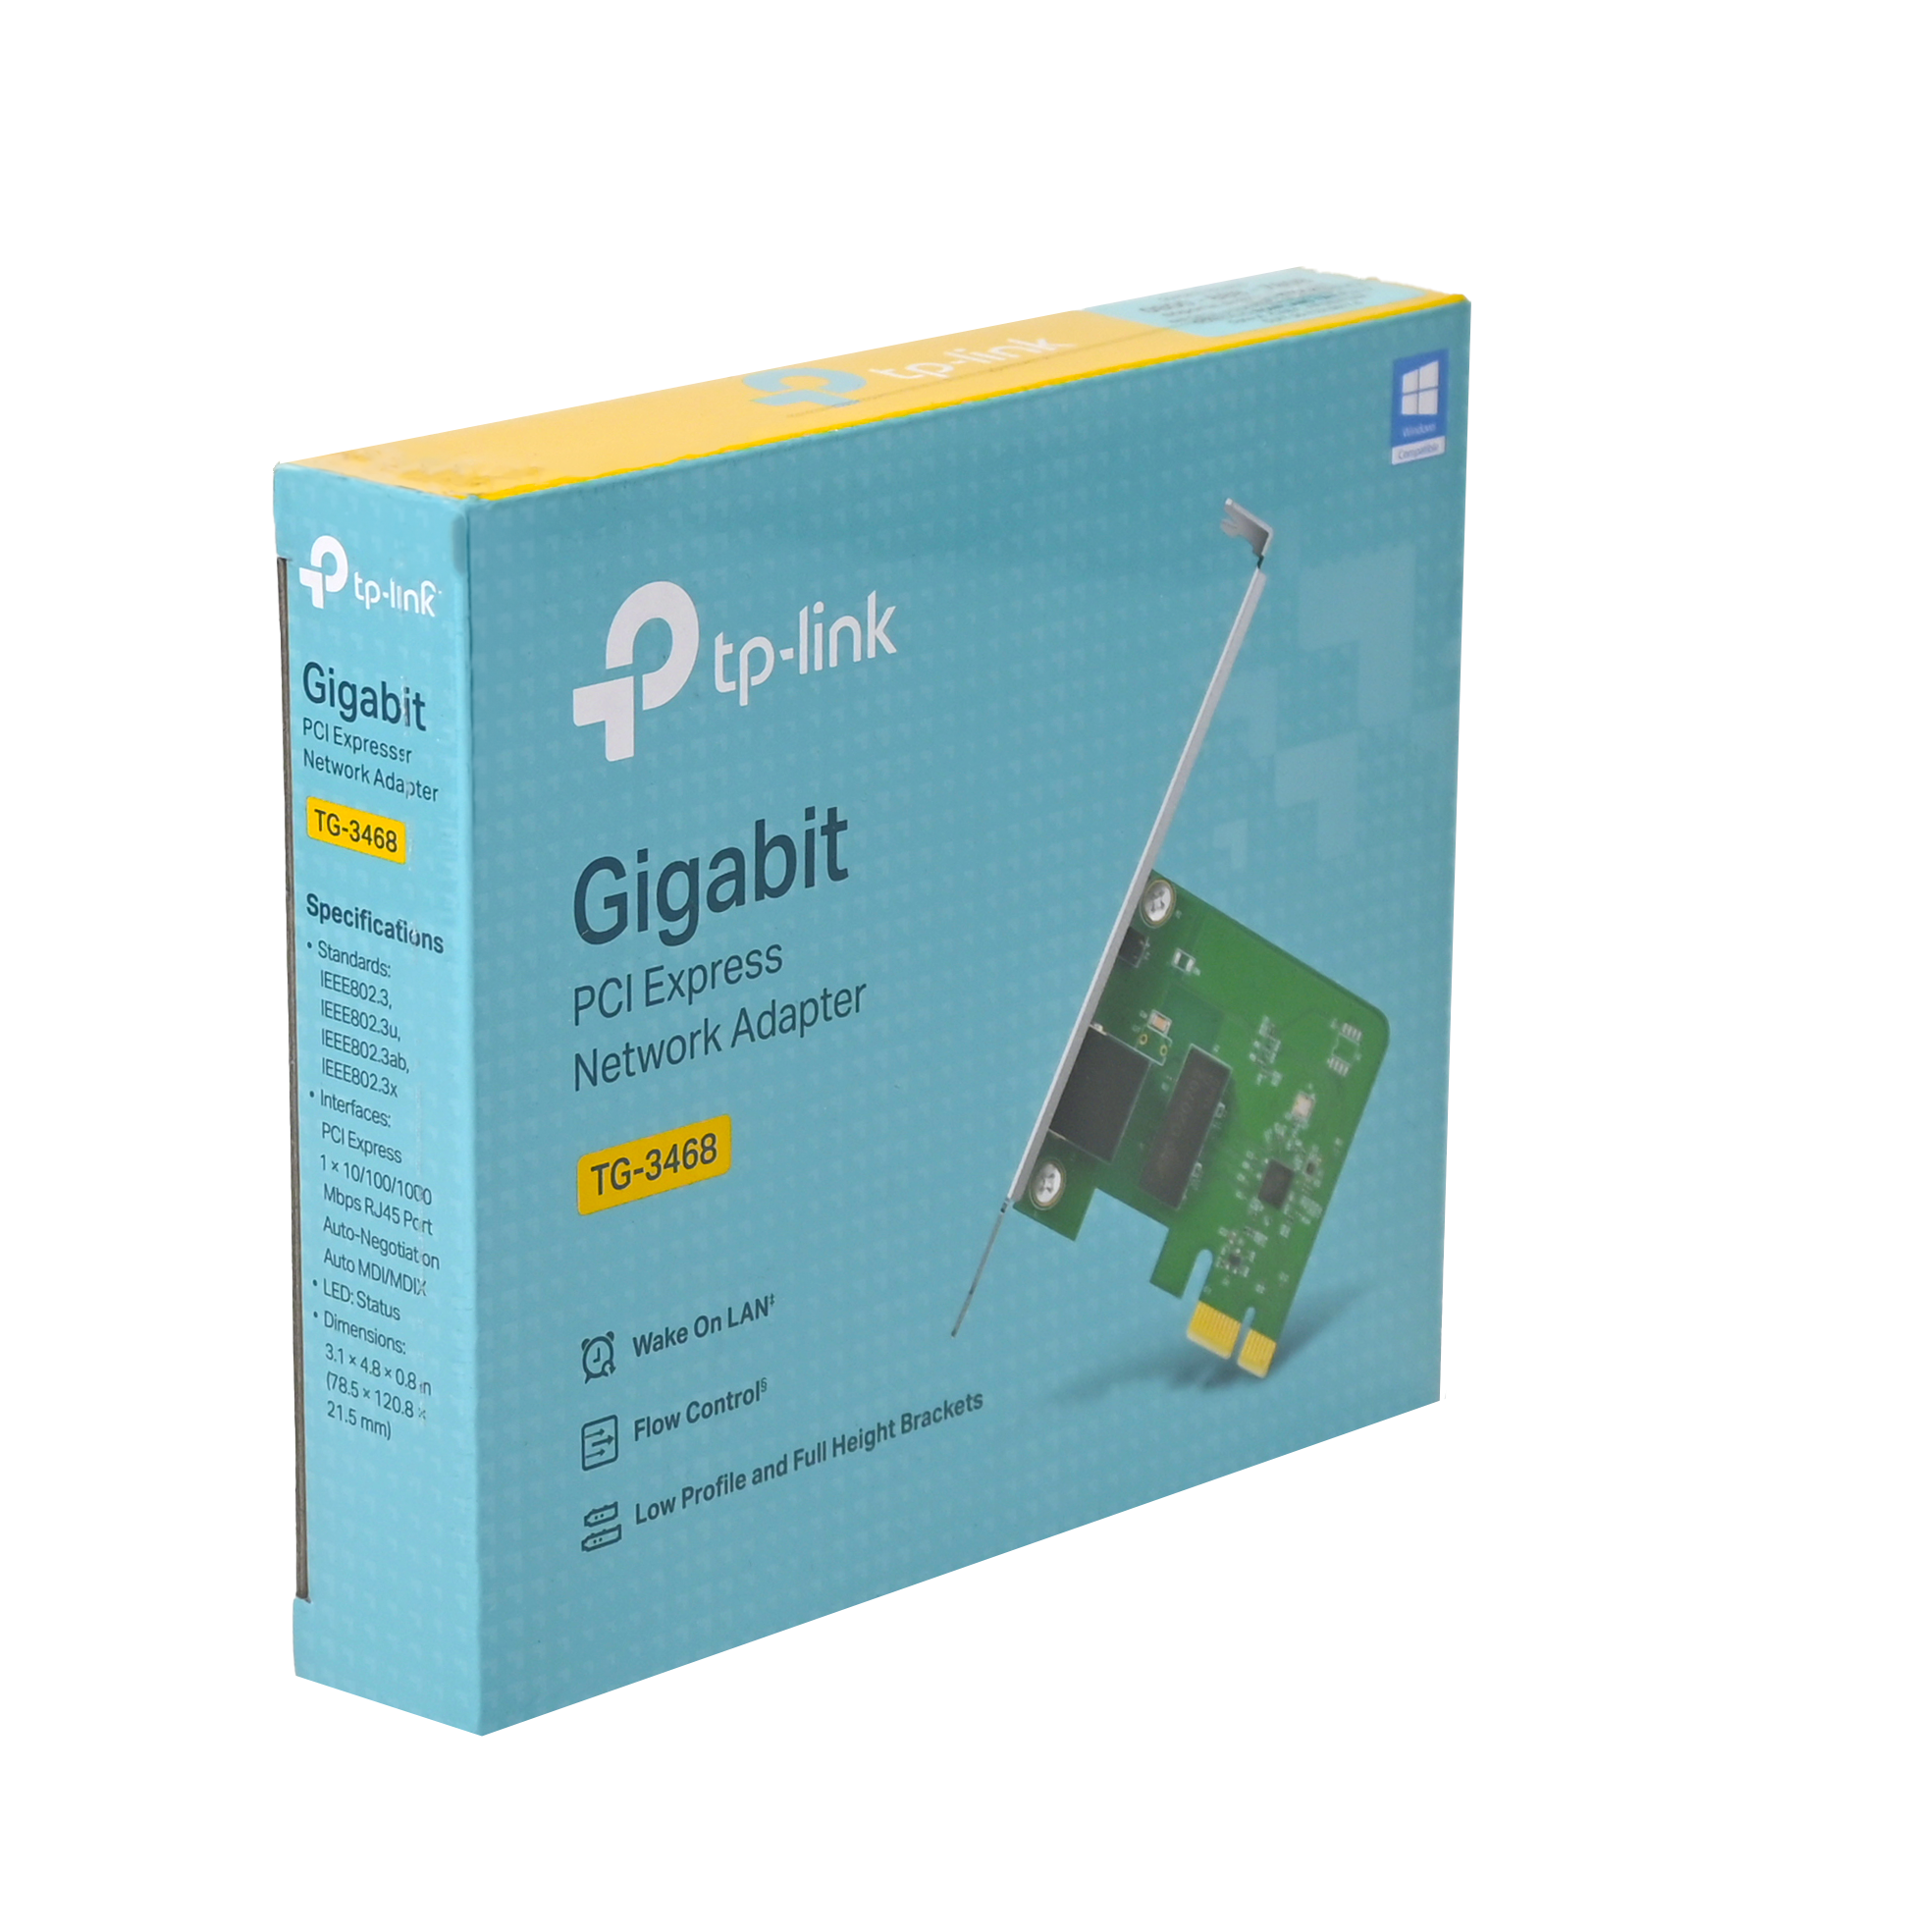 tp-link
tp-link
Gigabit
PCI Expresssr
Network Adapter
TG-3468
Specifications
• Standards:
IEEE802.3,
IEEE802.3u,
IEEE802.3ab,
IEEE802.3x
• Interfaces:
PCI Express
1 × 10/100/1000
Mbps RJ45 Port
Auto-Negotiation
Auto MDI/MDIX
• LED: Status
• Dimensions:
3.1 × 4.8 × 0.8 in
(78.5 × 120.8 ×
21.5 mm)
Windows
Compatible
tp-link
Gigabit
PCI Express
Network Adapter
TG-3468
Wake On LAN‡
Flow Control§
Low Profile and Full Height Brackets